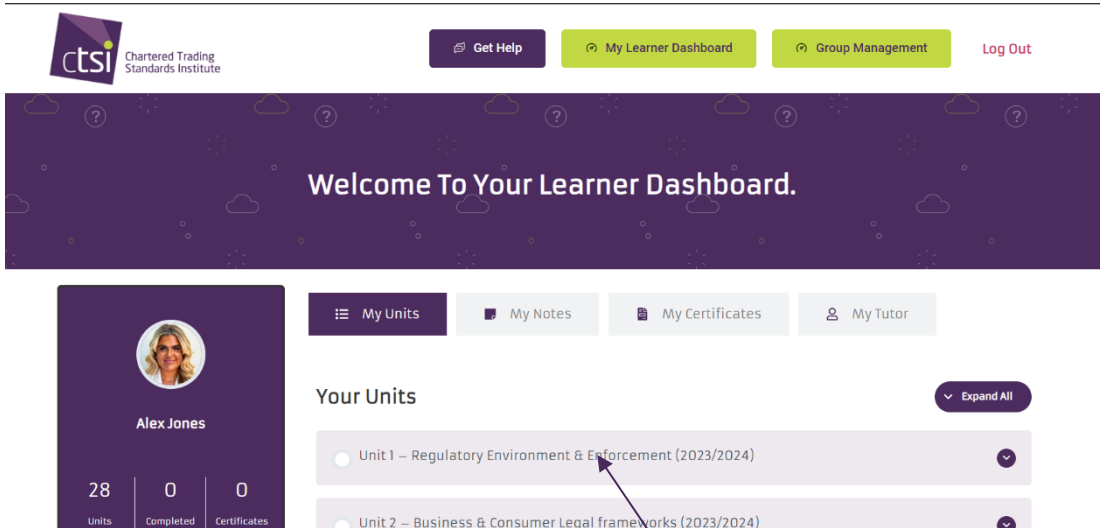 ctsi Chartered Trading
Standards Institute
Get Help
My Learner Dashboard
Group Management
Log Out
Welcome To Your Learner Dashboard.
My Units
My Notes
My Certificates
My Tutor
Alex Jones
28
0
0
Units
Completed
Certificates
Your Units
Expand All
Unit 1 – Regulatory Environment & Enforcement (2023/2024)
Unit 2 – Business & Consumer Legal frameworks (2023/2024)